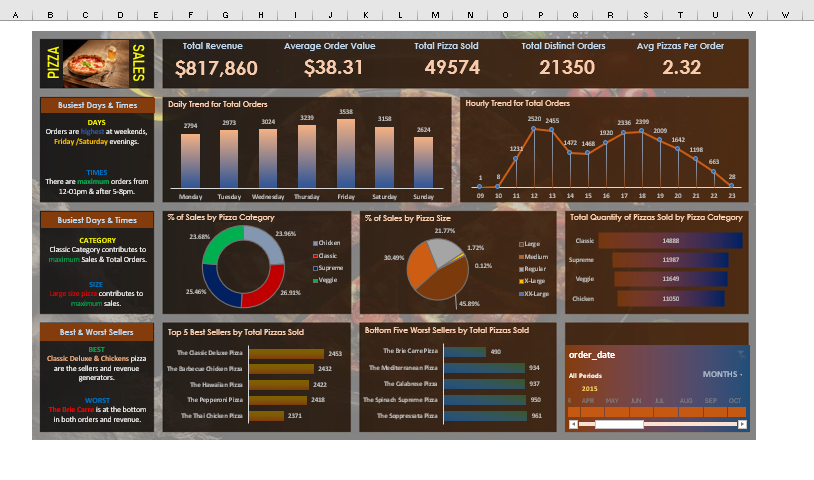 A B C D E F G H I J K L M N O P Q R S T U V W
PIZZA
SALES
Total Revenue
$817,860
Average Order Value
$38.31
Total Pizza Sold
49574
Total Distinct Orders
21350
Avg Pizzas Per Order
2.32
Busiest Days & Times
DAYS
Orders are highest at weekends,
Friday /Saturday evenings.
TIMES
There are maximum orders from
12-01pm & after 5-8pm.
Daily Trend for Total Orders
2794 2973 3024 3239 3538 3158 2624
Monday Tuesday Wednesday Thursday Friday Saturday Sunday
Hourly Trend for Total Orders
1 8 1231 2520 2455 1472 1468 1920 2336 2399 2009 1642 1198 663 28
09 10 11 12 13 14 15 16 17 18 19 20 21 22 23
Busiest Days & Times
CATEGORY
Classic Category contributes to
maximum Sales & Total Orders.
SIZE
Large size pizza contributes to
maximum sales.
% of Sales by Pizza Category
23.68%
23.96%
25.46%
26.91%
Chicken
Classic
Supreme
Veggie
% of Sales by Pizza Size
21.77%
1.72%
0.12%
30.49%
45.89%
Large
Medium
Regular
X-Large
XX-Large
Total Quantity of Pizzas Sold by Pizza Category
Classic 14888
Supreme 11987
Veggie 11649
Chicken 11050
Best & Worst Sellers
BEST
Classic Deluxe & Chickens pizza
are the sellers and revenue
generators.
WORST
The Brie Carre is at the bottom
in both orders and revenue.
Top 5 Best Sellers by Total Pizzas Sold
The Classic Deluxe Pizza 2453
The Barbecue Chicken Pizza 2432
The Hawaiian Pizza 2422
The Pepperoni Pizza 2418
The Thai Chicken Pizza 2371
Bottom Five Worst Sellers by Total Pizzas Sold
The Brie Carre Pizza 490
The Mediterranean Pizza 934
The Calabrese Pizza 937
The Spinach Supreme Pizza 950
The Soppressata Pizza 961
order_date
All Periods
MONTHS
2015
APR MAY JUN JUL AUG SEP OCT